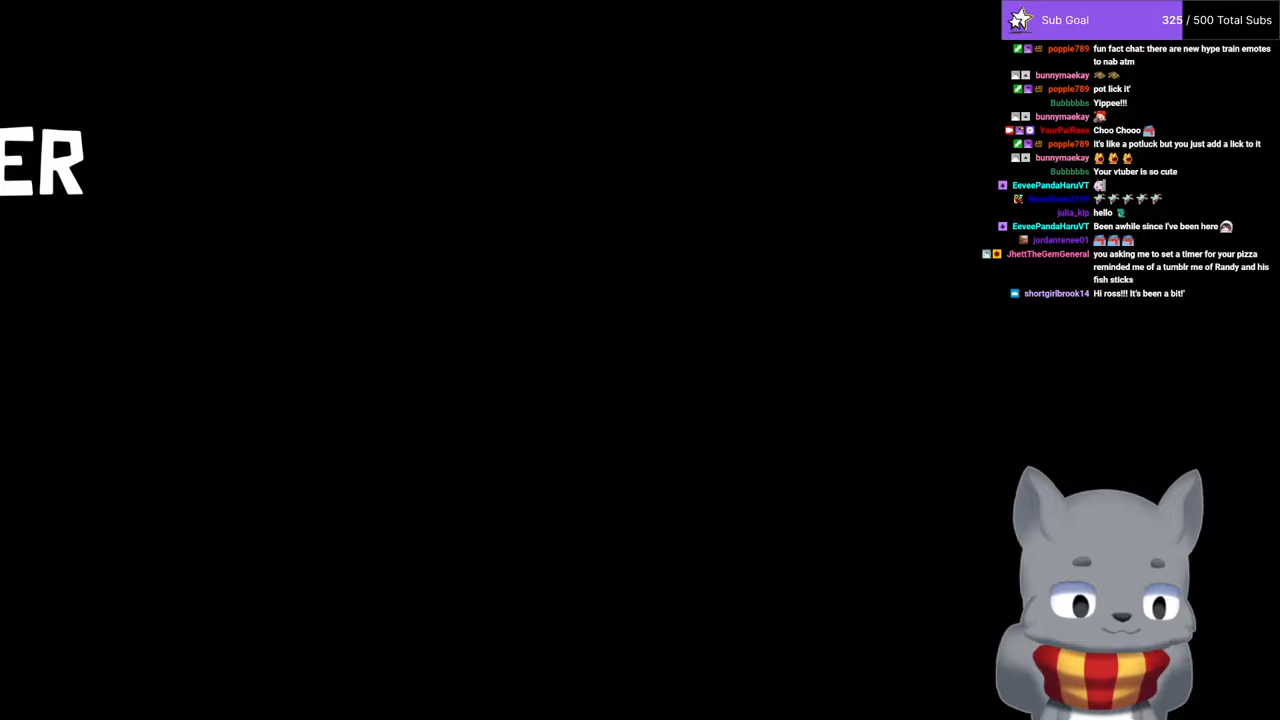 Sub Goal 325 / 500 Total Subs
popple789 fun fact chat: there are new hype train emotes
to nab atm
bunnymaekay
popple789 pot lick it'
Bubbbbbs Yippee!!!
bunnymaekay
YourPalRoss Choo Chooo
popple789 it's like a potluck but you just add a lick to it
bunnymaekay
Bubbbbbs Your vtuber is so cute
EeveePandaHaruVT
julia_kip hello
EeveePandaHaruVT Been awhile since I've been here
jordanrenee01
JhettTheGemGeneral you asking me to set a timer for your pizza
reminded me of a tumblr me of Randy and his
fish sticks
shortgirlbrook14 Hi ross!!! It's been a bit!'
ER